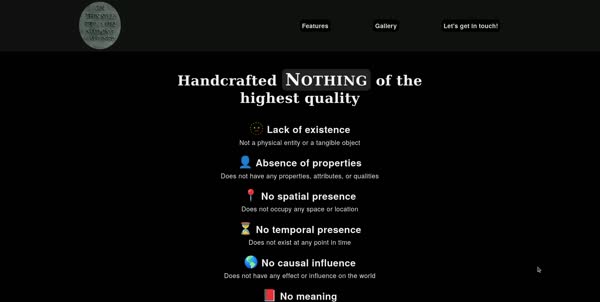 Features
Gallery
Let's get in touch!
Handcrafted NOTHING of the
highest quality
Lack of existence
Not a physical entity or a tangible object
Absence of properties
Does not have any properties, attributes, or qualities
No spatial presence
Does not occupy any space or location
No temporal presence
Does not exist at any point in time
No causal influence
Does not have any effect or influence on the world
No meaning